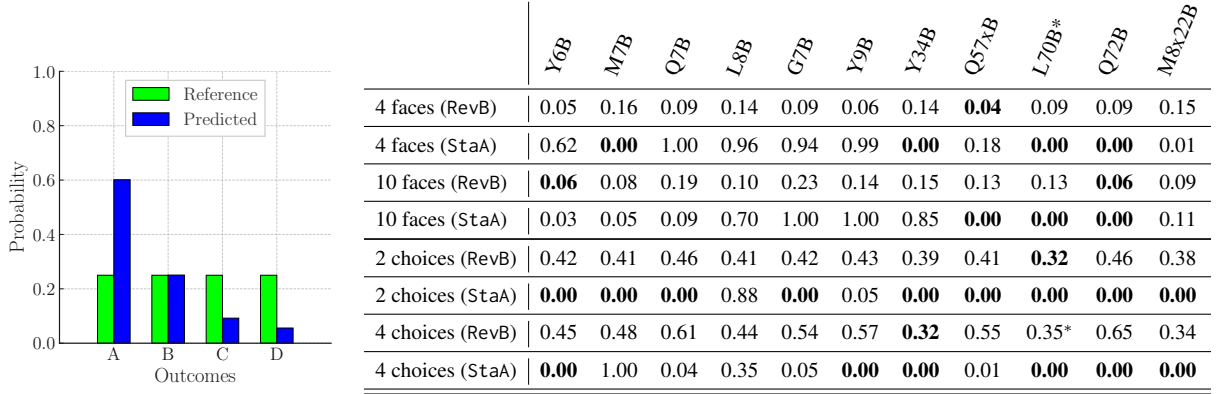 1.0
0.8
0.6
0.4
0.2
0.0
Probability
Reference
Predicted
A B C D
Outcomes
Y6B M7B Q7B L8B G7B Y9B Y34B Q57xB L70B* Q72B M8x22B
4 faces (RevB) 0.05 0.16 0.09 0.14 0.09 0.06 0.14 0.04 0.09 0.09 0.15
4 faces (StaA) 0.62 0.00 1.00 0.96 0.94 0.99 0.00 0.18 0.00 0.00 0.01
10 faces (RevB) 0.06 0.08 0.19 0.10 0.23 0.14 0.15 0.13 0.13 0.06 0.09
10 faces (StaA) 0.03 0.05 0.09 0.70 1.00 1.00 0.85 0.00 0.00 0.00 0.11
2 choices (RevB) 0.42 0.41 0.46 0.41 0.42 0.43 0.39 0.41 0.32 0.46 0.38
2 choices (StaA) 0.00 0.00 0.00 0.88 0.00 0.05 0.00 0.00 0.00 0.00 0.00
4 choices (RevB) 0.45 0.48 0.61 0.44 0.54 0.57 0.32 0.55 0.35* 0.65 0.34
4 choices (StaA) 0.00 1.00 0.04 0.35 0.05 0.00 0.00 0.01 0.00 0.00 0.00